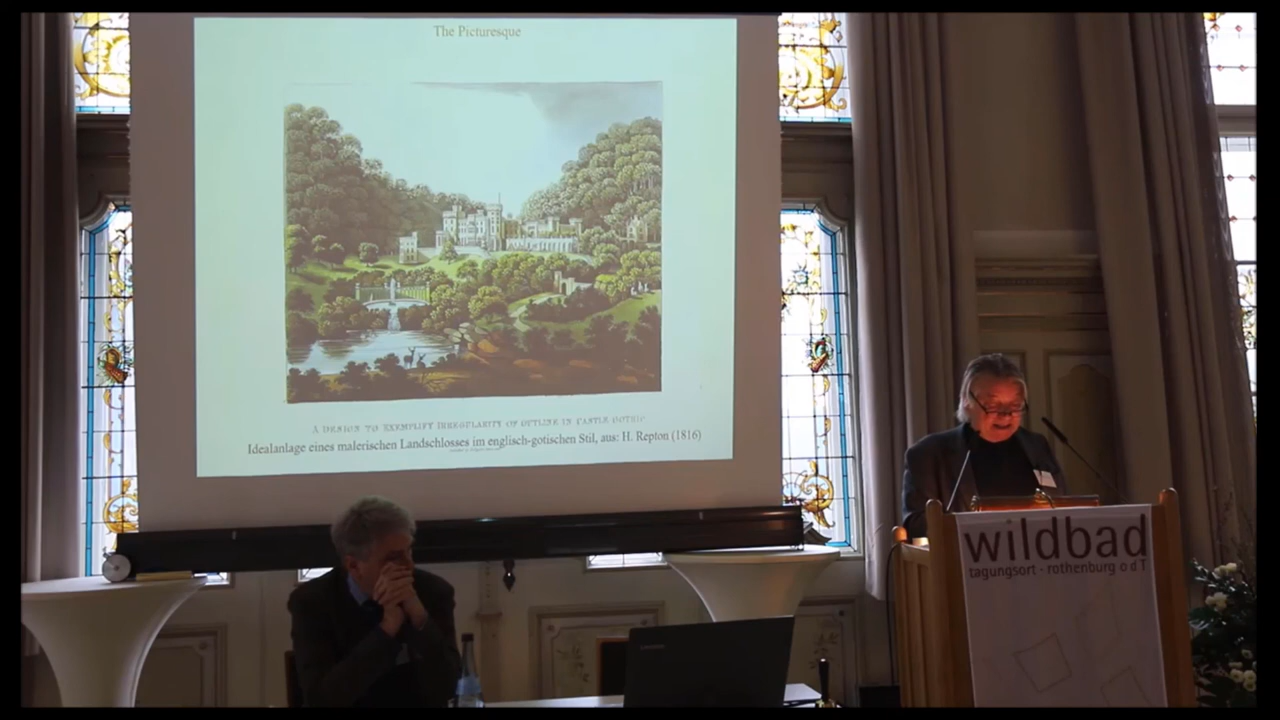 The Picturesque
A DESIGN TO EXEMPLIFY IRREGULARITY OF OUTLINE IN CASTLE GOTHIC
Idealanlage eines malerischen Landschlosses im englisch-gotischen Stil, aus: H. Repton (1816)
wildbad
tagungsort - rothenburg o d T